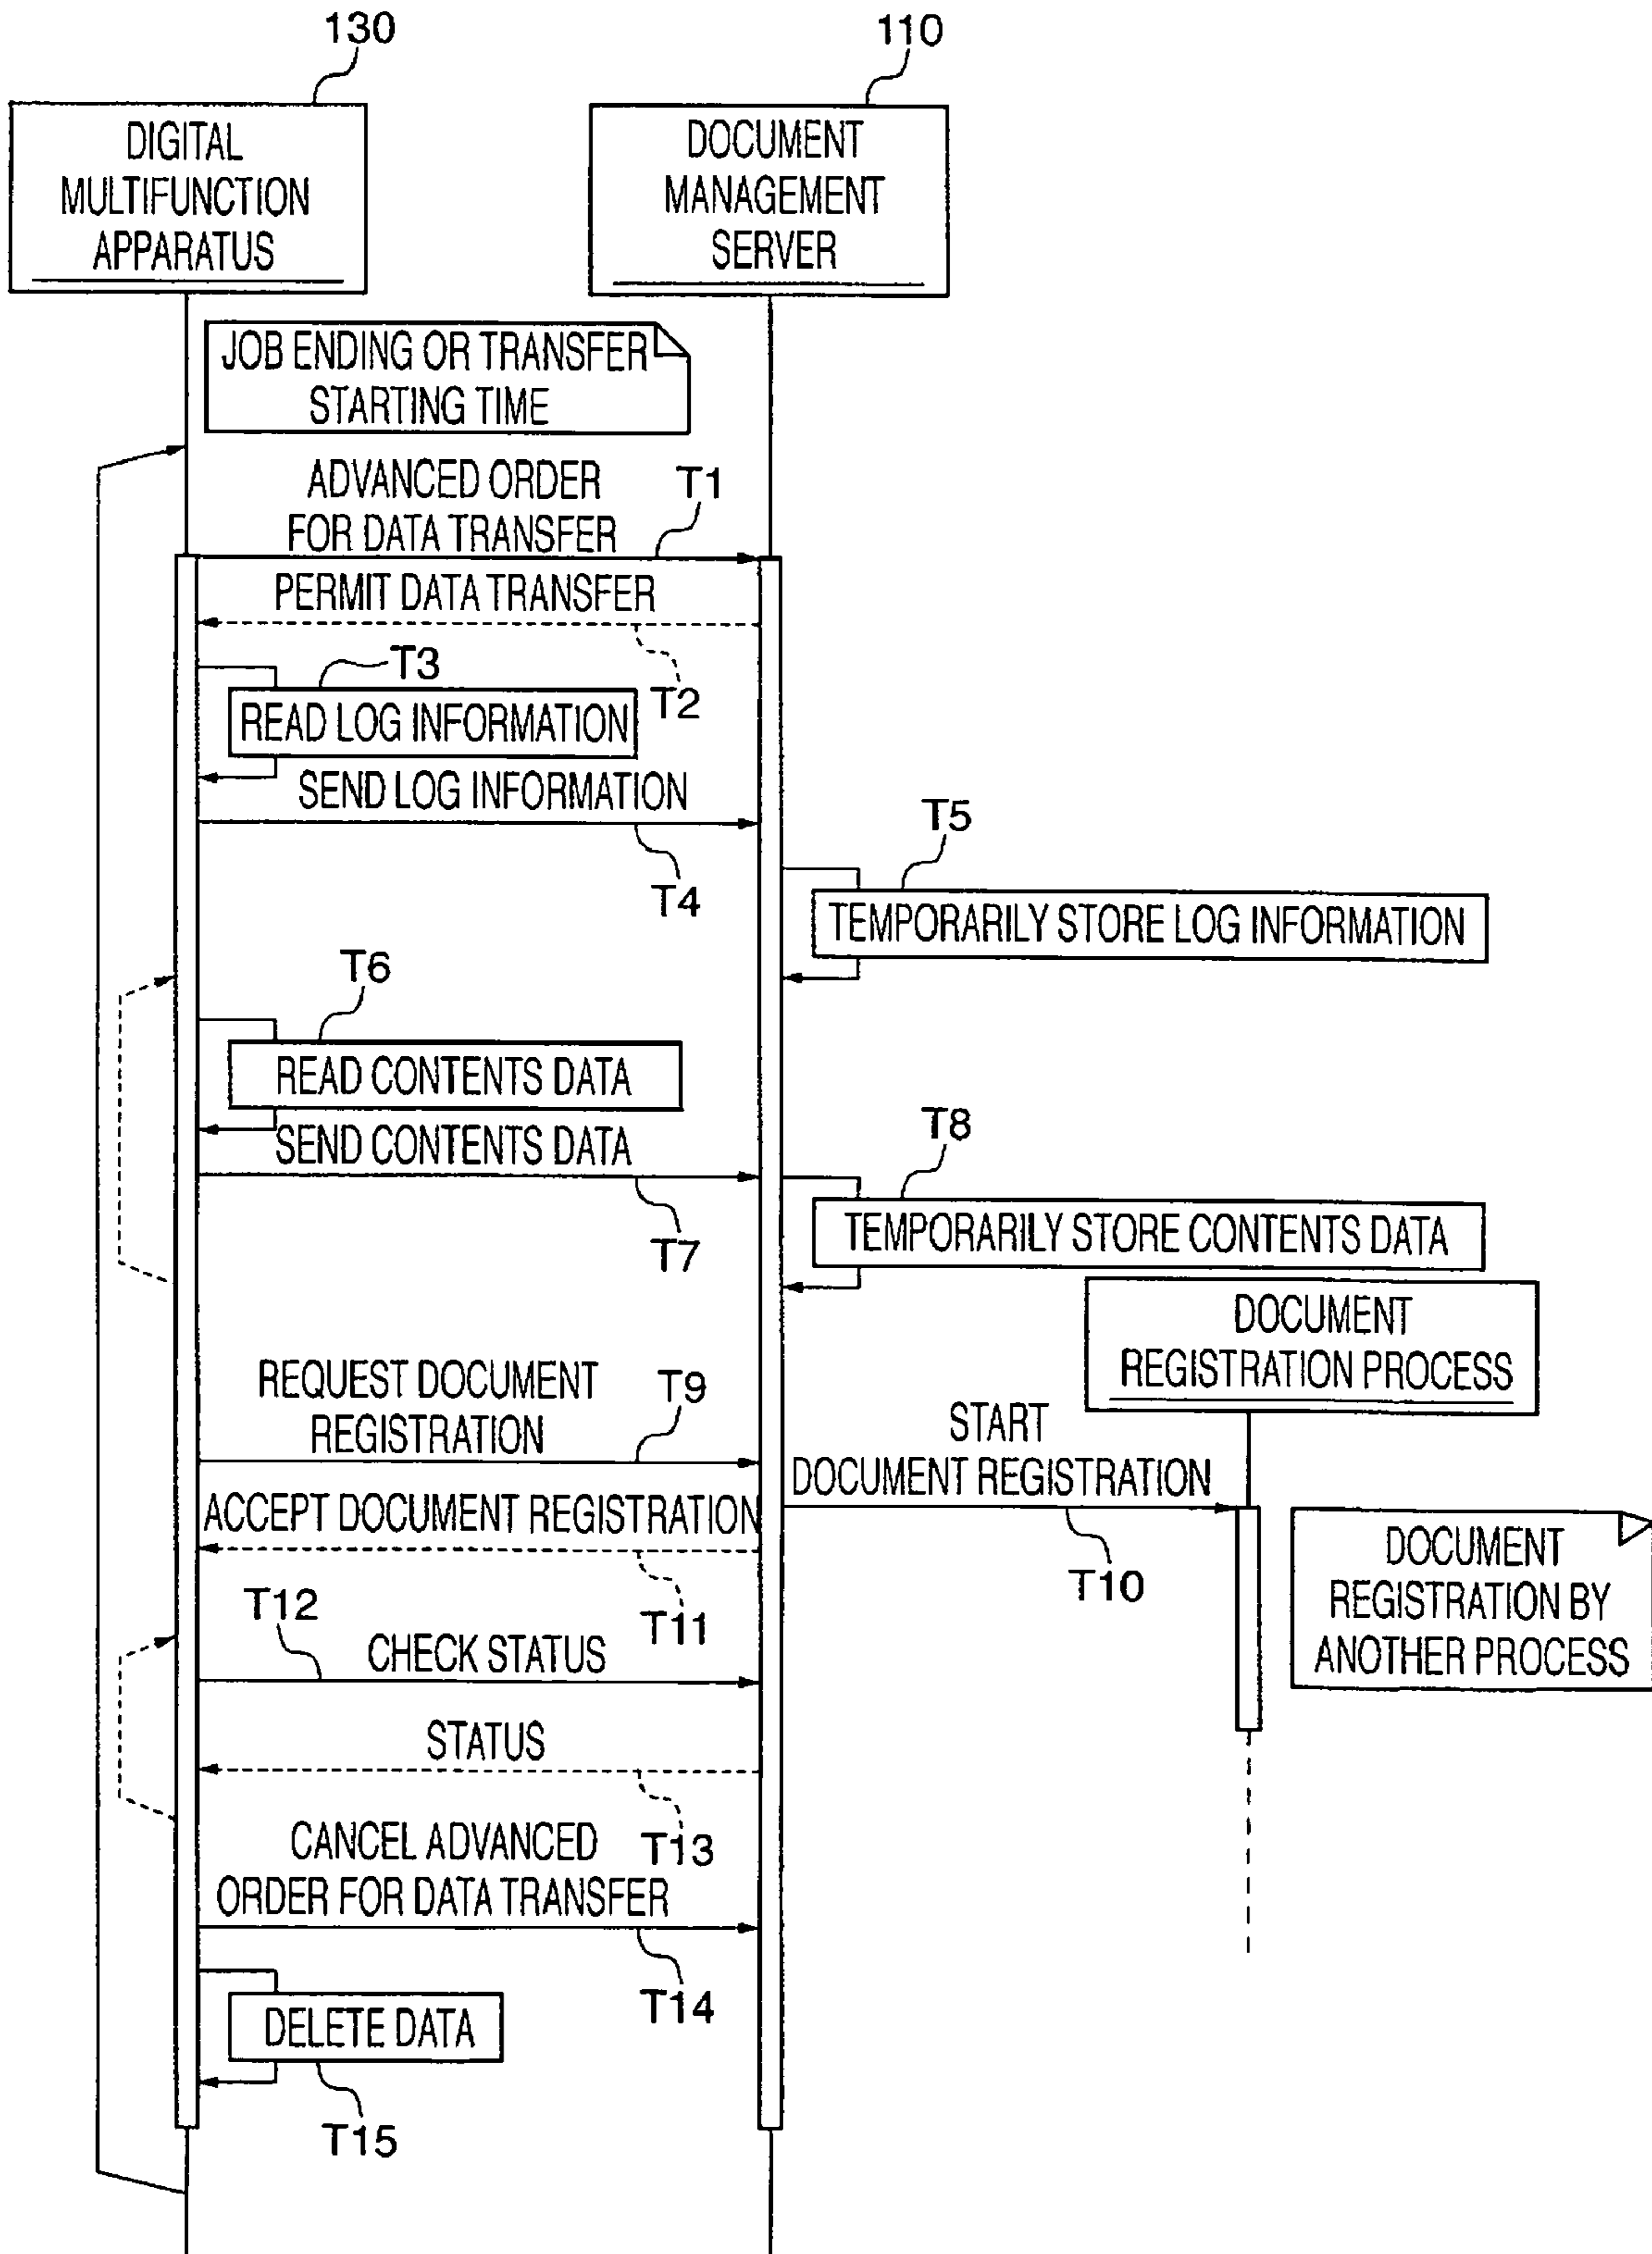 130
110
DIGITAL
MULTIFUNCTION
APPARATUS
DOCUMENT
MANAGEMENT
SERVER
JOB ENDING OR TRANSFER
STARTING TIME
ADVANCED ORDER
FOR DATA TRANSFER
T1
PERMIT DATA TRANSFER
T2
T3
READ LOG INFORMATION
SEND LOG INFORMATION
T4
T5
TEMPORARILY STORE LOG INFORMATION
T6
READ CONTENTS DATA
SEND CONTENTS DATA
T7
T8
TEMPORARILY STORE CONTENTS DATA
DOCUMENT
REGISTRATION PROCESS
REQUEST DOCUMENT
REGISTRATION
T9
START
DOCUMENT REGISTRATION
T10
ACCEPT DOCUMENT REGISTRATION
T11
DOCUMENT
REGISTRATION BY
ANOTHER PROCESS
T12
CHECK STATUS
STATUS
T13
CANCEL ADVANCED
ORDER FOR DATA TRANSFER
T14
DELETE DATA
T15